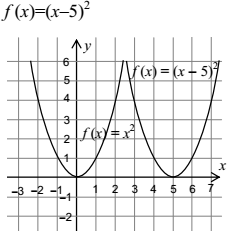 f (x)=(x–5)²
y
6
f (x) = (x – 5)²
5
4
3
f (x) = x²
2
1
x
–3 –2 –1 0 1 2 3 4 5 6 7
–1
–2